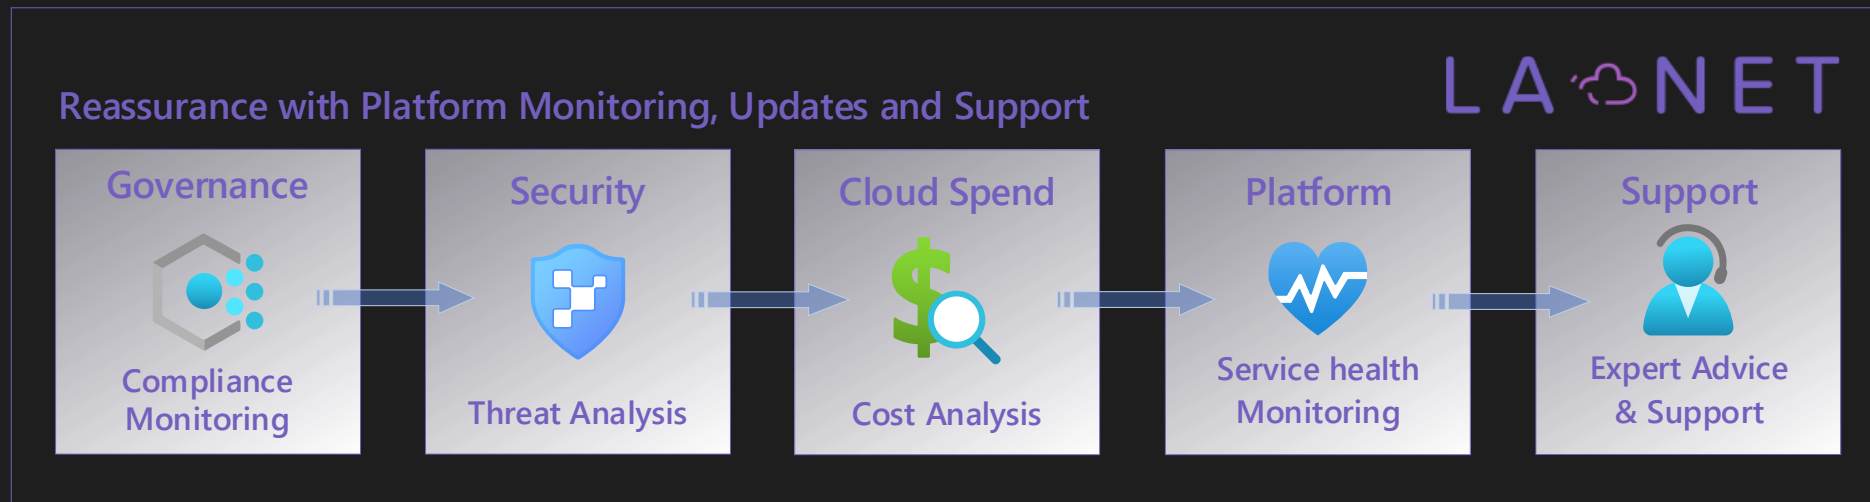 LA NET
Reassurance with Platform Monitoring, Updates and Support
Governance
Compliance
Monitoring
Security
Threat Analysis
Cloud Spend
Cost Analysis
Platform
Service health
Monitoring
Support
Expert Advice
& Support